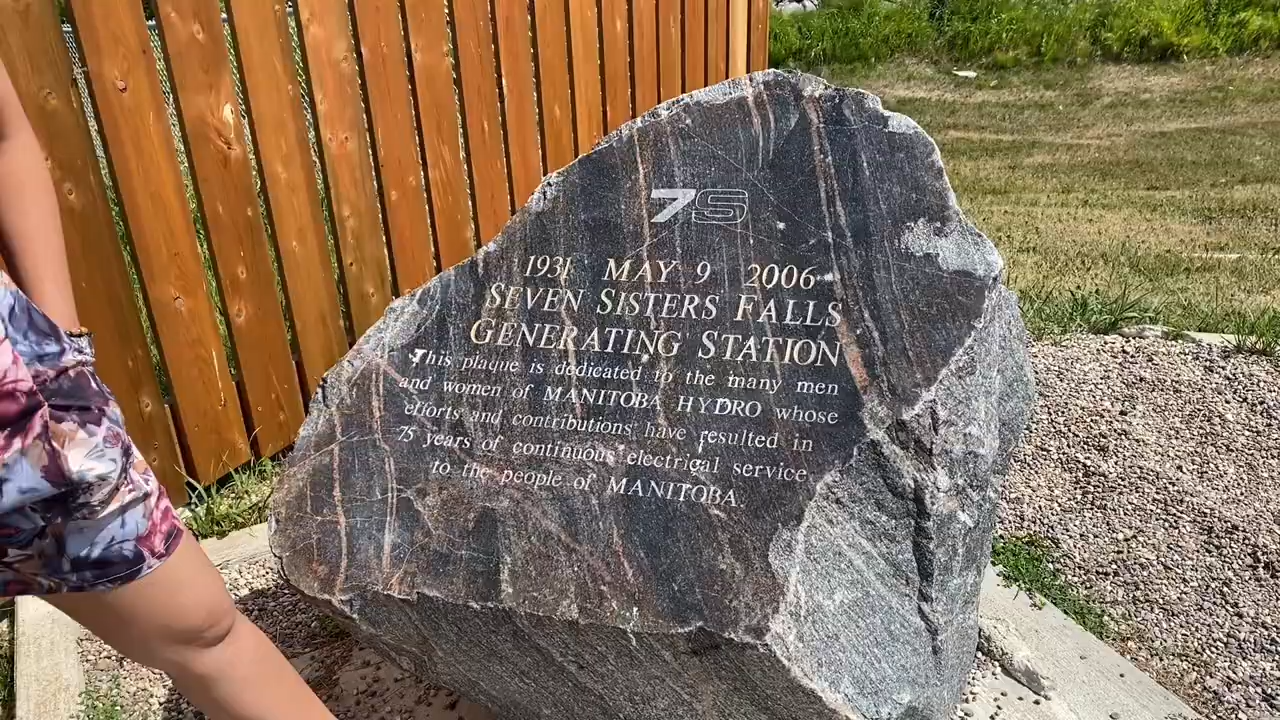 7S
1931 MAY 9 2006
SEVEN SISTERS FALLS
GENERATING STATION
This plaque is dedicated to the many men
and women of MANITOBA HYDRO whose
efforts and contributions have resulted in
75 years of continuous electrical service
to the people of MANITOBA.